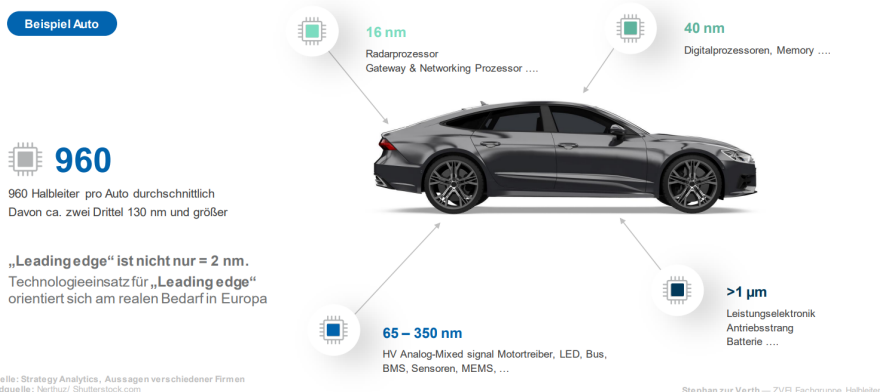 Beispiel Auto
16 nm
Radarprozessor
Gateway & Networking Prozessor ….
40 nm
Digitalprozessoren, Memory ….
960
960 Halbleiter pro Auto durchschnittlich
Davon ca. zwei Drittel 130 nm und größer
„Leading edge“ ist nicht nur = 2 nm.
Technologieeinsatz für „Leading edge“
orientiert sich am realen Bedarf in Europa
65 – 350 nm
HV Analog-Mixed signal Motortreiber, LED, Bus,
BMS, Sensoren, MEMS, …
>1 µm
Leistungselektronik
Antriebsstrang
Batterie ….
elle: Strategy Analytics, Aussagen verschiedener Firmen
dquelle: Nerthuz/ Shutterstock.com
Stephan zur Verth — ZVEI Fachgruppe Halbleiter